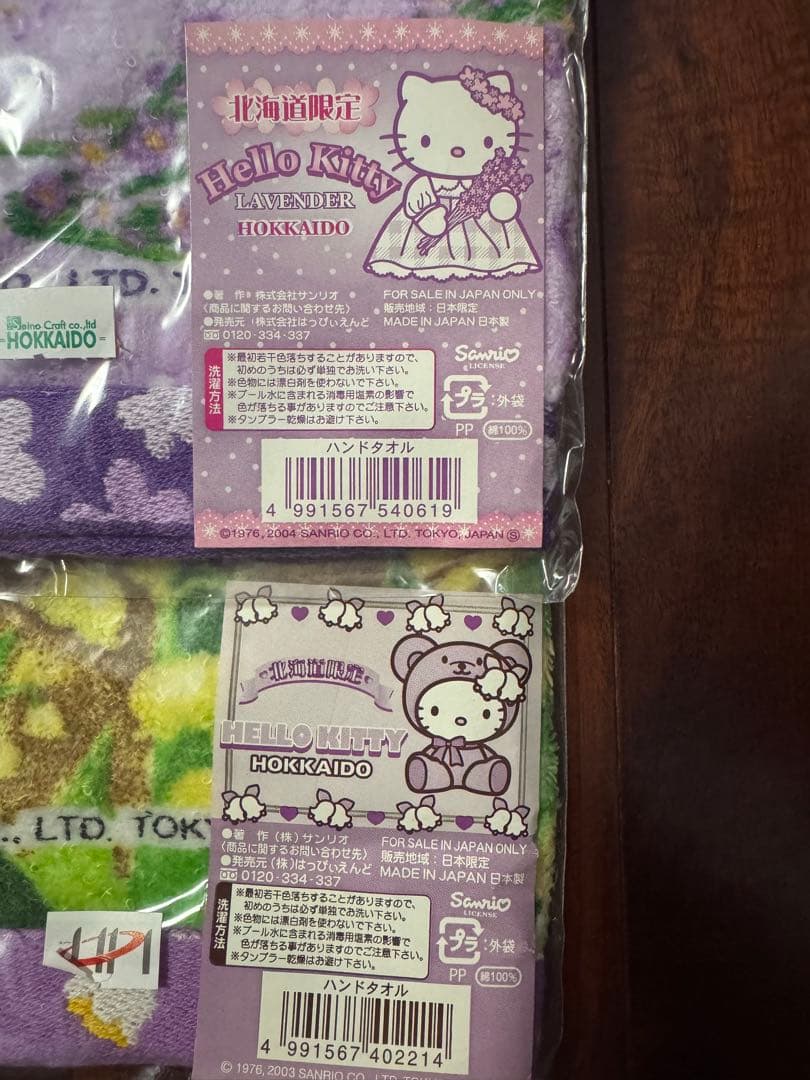 北海道限定
Hello Kitty
LAVENDER
HOKKAIDO
O., LTD. T
Seino Craft co.,ltd
HOKKAIDO
●著 作・株式会社サンリオ
〈商品に関するお問い合わせ先〉
●発売元（株式会社はっぴぃえんど
0120-334-337
FOR SALE IN JAPAN ONLY
販売地域：日本限定
MADE IN JAPAN 日本製
洗濯方法
※最初若干色落ちすることがありますので、
初めのうちは必ず単独でお洗い下さい。
※色物には漂白剤を使わないで下さい。
※プール水に含まれる消毒用塩素の影響で
色が落ちる事がありますのでご注意下さい。
※タンブラー乾燥はお避け下さい。
Sanrio
LICENSE
プラ：外袋
PP 綿100%
ハンドタオル
4 991567 540619
©1976, 2004 SANRIO CO., LTD. TOKYO, JAPAN Ⓢ
北海道限定
HELLO KITTY
HOKKAIDO
., LTD. TOKY
●著 作（株）サンリオ
〈商品に関するお問い合わせ先〉
●発売元（株）はっぴぃえんど
0120-334-337
FOR SALE IN JAPAN ONLY
販売地域：日本限定
MADE IN JAPAN 日本製
洗濯方法
※最初若干色落ちすることがありますので、
初めのうちは必ず単独でお洗い下さい。
※色物には漂白剤を使わないで下さい。
※プール水に含まれる消毒用塩素の影響で
色が落ちる事がありますのでご注意下さい。
※タンブラー乾燥はお避け下さい。
Sanrio
LICENSE
プラ：外袋
PP 綿100%
ハンドタオル
4 991567 402214
© 1976, 2003 SANRIO CO., LTD. TOKYO, JAPAN